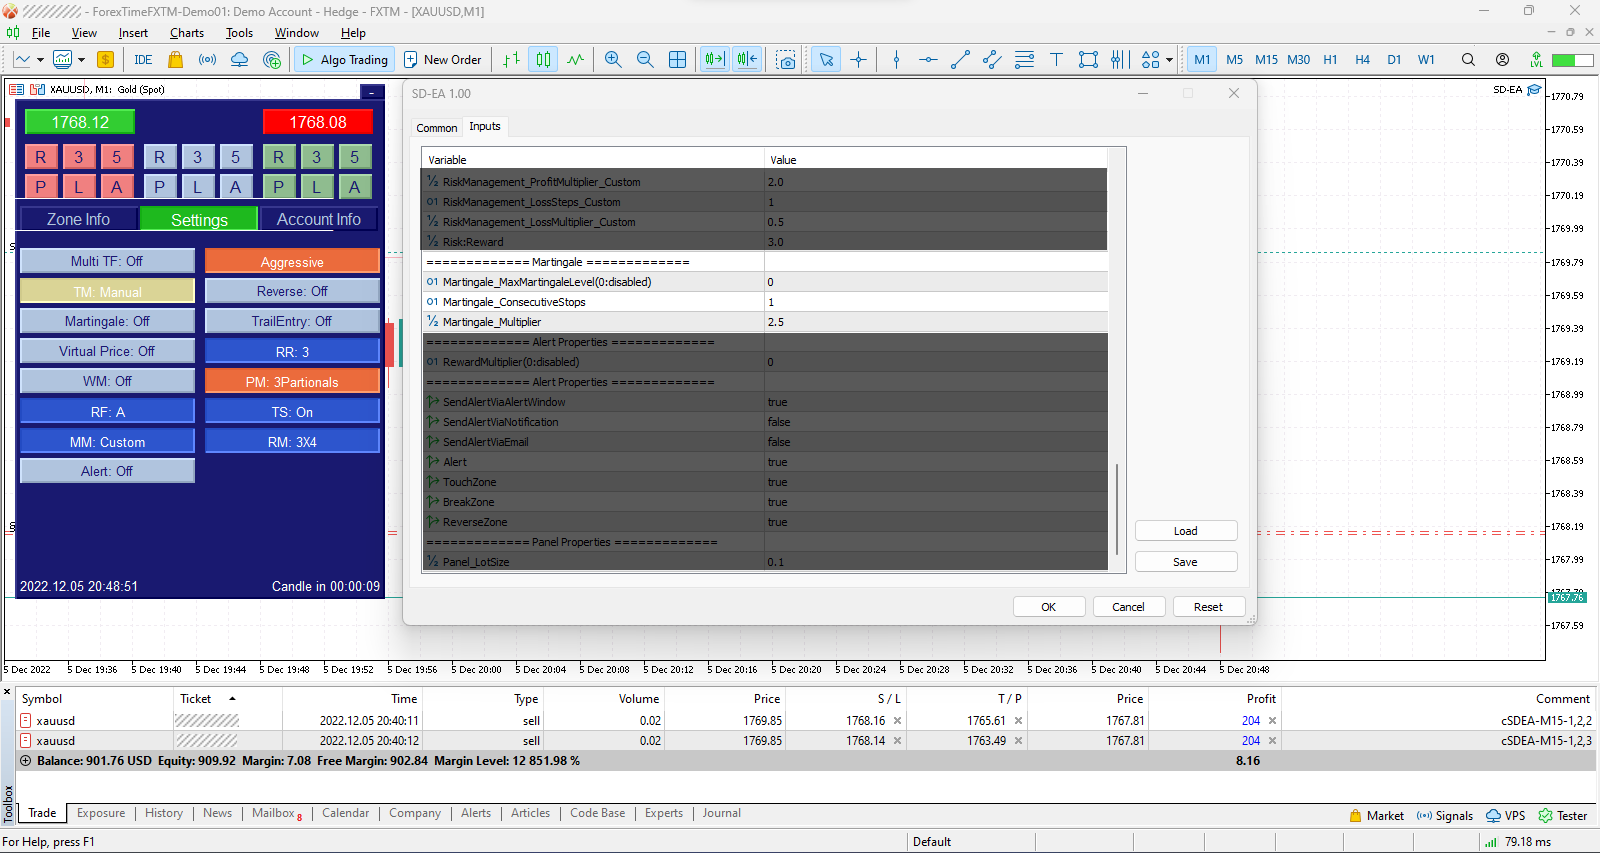 - ForexTimeFXTM-Demo01: Demo Account - Hedge - FXTM - [XAUUSD,M1]
File View Insert Charts Tools Window Help
IDE Algo Trading New Order M1 M5 M15 M30 H1 H4 D1 W1 LVL
XAUUSD, M1: Gold (Spot)
SD-EA
1768.12 1768.08
R 3 5 R 3 5 R 3 5
P L A P L A P L A
Zone Info Settings Account Info
Multi TF: Off Aggressive
TM: Manual Reverse: Off
Martingale: Off TrailEntry: Off
Virtual Price: Off RR: 3
WM: Off PM: 3Partionals
RF: A TS: On
MM: Custom RM: 3X4
Alert: Off
2022.12.05 20:48:51 Candle in 00:00:09
SD-EA 1.00
Common Inputs
Variable Value
½ RiskManagement_ProfitMultiplier_Custom 2.0
01 RiskManagement_LossSteps_Custom 1
½ RiskManagement_LossMultiplier_Custom 0.5
½ Risk:Reward 3.0
============= Martingale =============
01 Martingale_MaxMartingaleLevel(0:disabled) 0
01 Martingale_ConsecutiveStops 1
½ Martingale_Multiplier 2.5
============= Alert Properties =============
01 RewardMultiplier(0:disabled) 0
============= Alert Properties =============
SendAlertViaAlertWindow true
SendAlertViaNotification false
SendAlertViaEmail false
Alert true
TouchZone true
BreakZone true
ReverseZone true
============= Panel Properties =============
½ Panel_LotSize 0.1
Load
Save
OK Cancel Reset
1770.79
1770.59
1770.39
1770.19
1769.99
1769.79
1769.59
1769.39
1769.19
1768.99
1768.79
1768.59
1768.39
1768.19
1767.99
1767.76
1767.59
5 Dec 2022 5 Dec 19:36 5 Dec 19:40 5 Dec 19:44 5 Dec 19:48 5 Dec 19:52 5 Dec 19:56 5 Dec 20:00 5 Dec 20:04 5 Dec 20:08 5 Dec 20:12 5 Dec 20:16 5 Dec 20:20 5 Dec 20:24 5 Dec 20:28 5 Dec 20:32 5 Dec 20:36 5 Dec 20:40 5 Dec 20:44 5 Dec 20:48
Symbol Ticket Time Type Volume Price S / L T / P Price Profit Comment
xauusd 2022.12.05 20:40:11 sell 0.02 1769.85 1768.16 1765.61 1767.81 204 cSDEA-M15-1,2,2
xauusd 2022.12.05 20:40:12 sell 0.02 1769.85 1768.14 1763.49 1767.81 204 cSDEA-M15-1,2,3
Balance: 901.76 USD Equity: 909.92 Margin: 7.08 Free Margin: 902.84 Margin Level: 12 851.98 % 8.16
Toolbox
Trade Exposure History News Mailbox 8 Calendar Company Alerts Articles Code Base Experts Journal
Market Signals VPS Tester
For Help, press F1 Default 79.18 ms